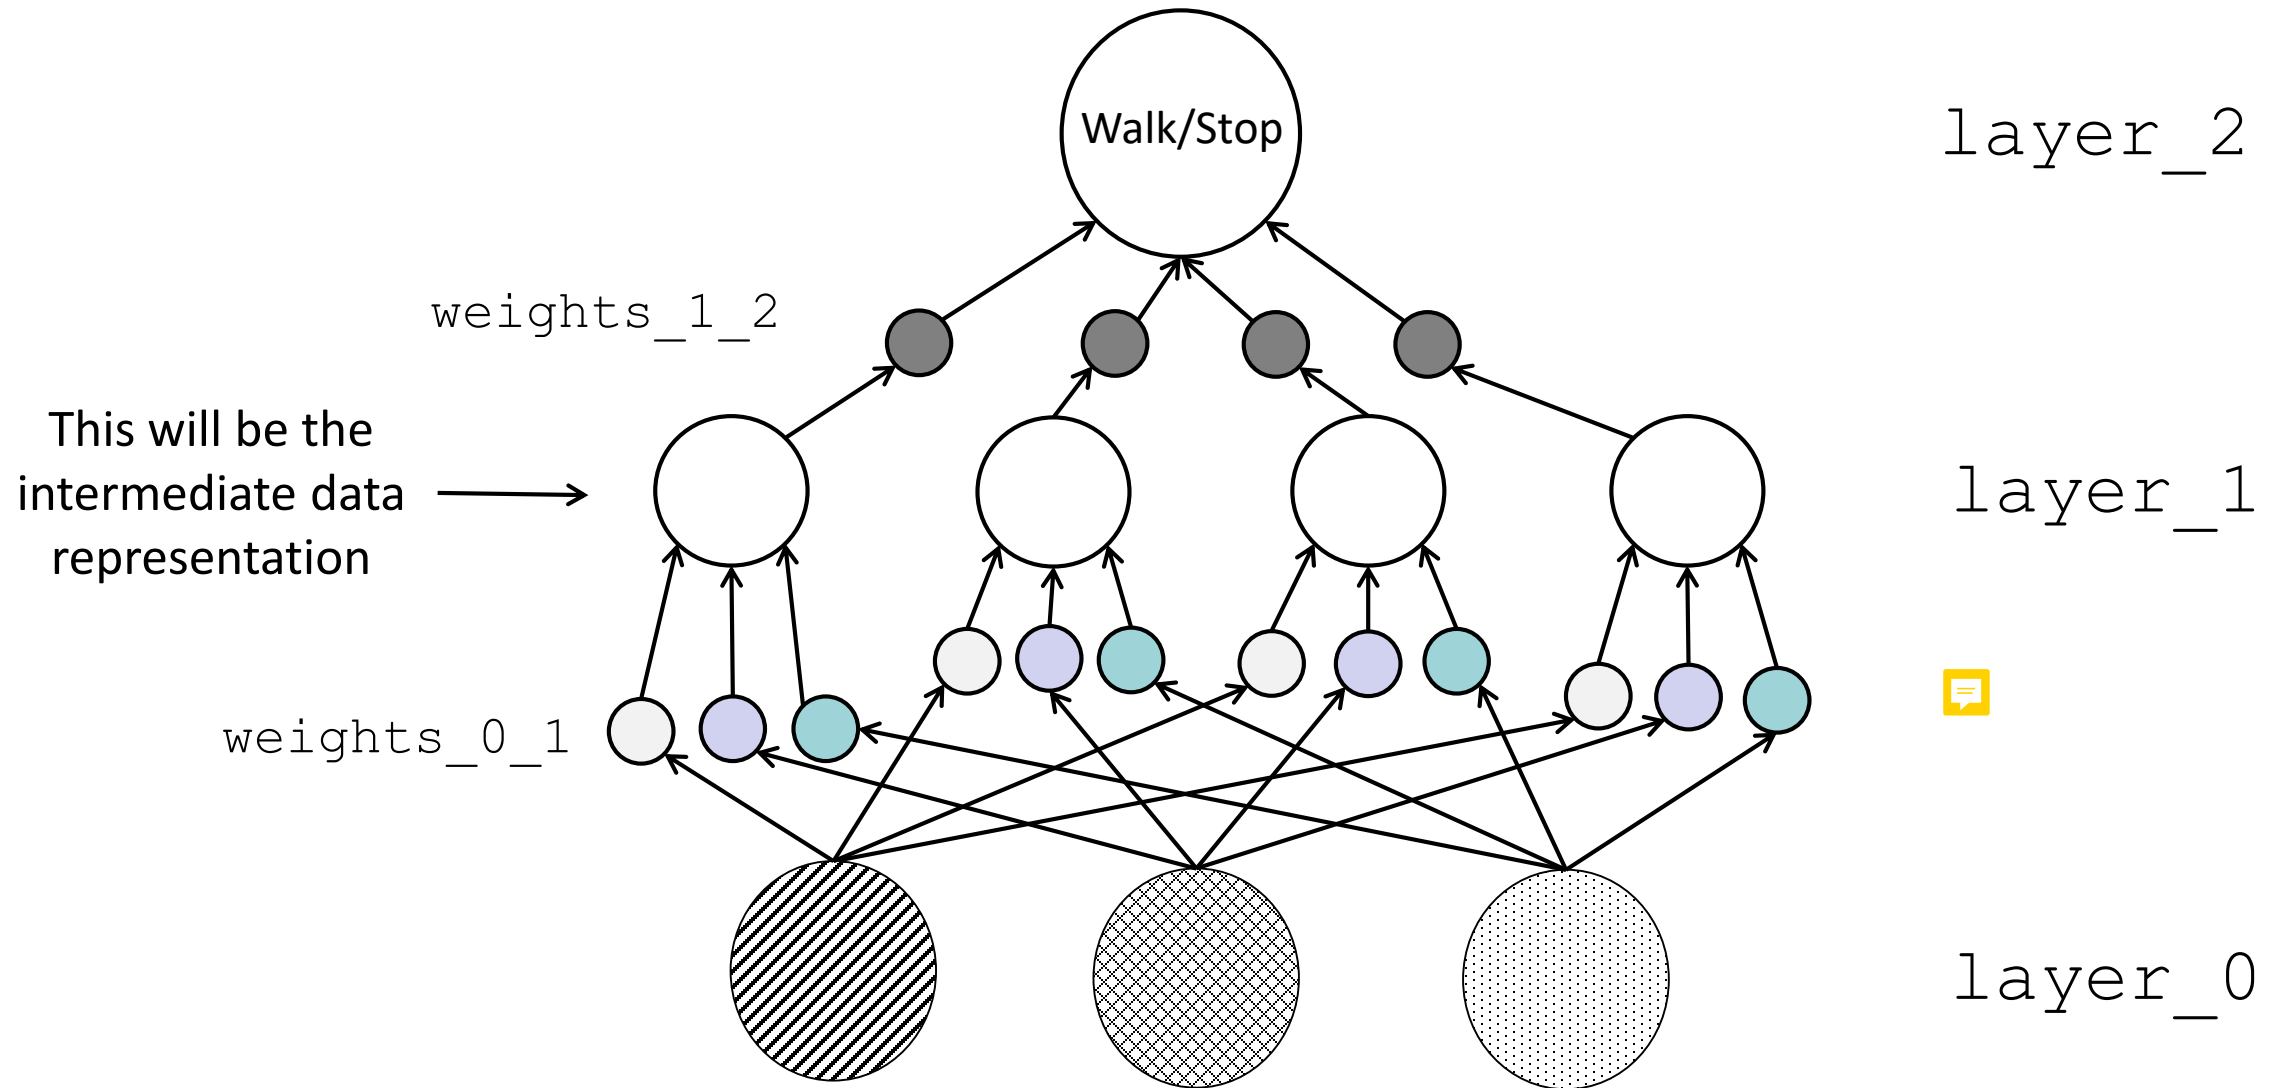 Walk/Stop
layer_2
weights_1_2
This will be the
intermediate data
representation
layer_1
weights_0_1
layer_0